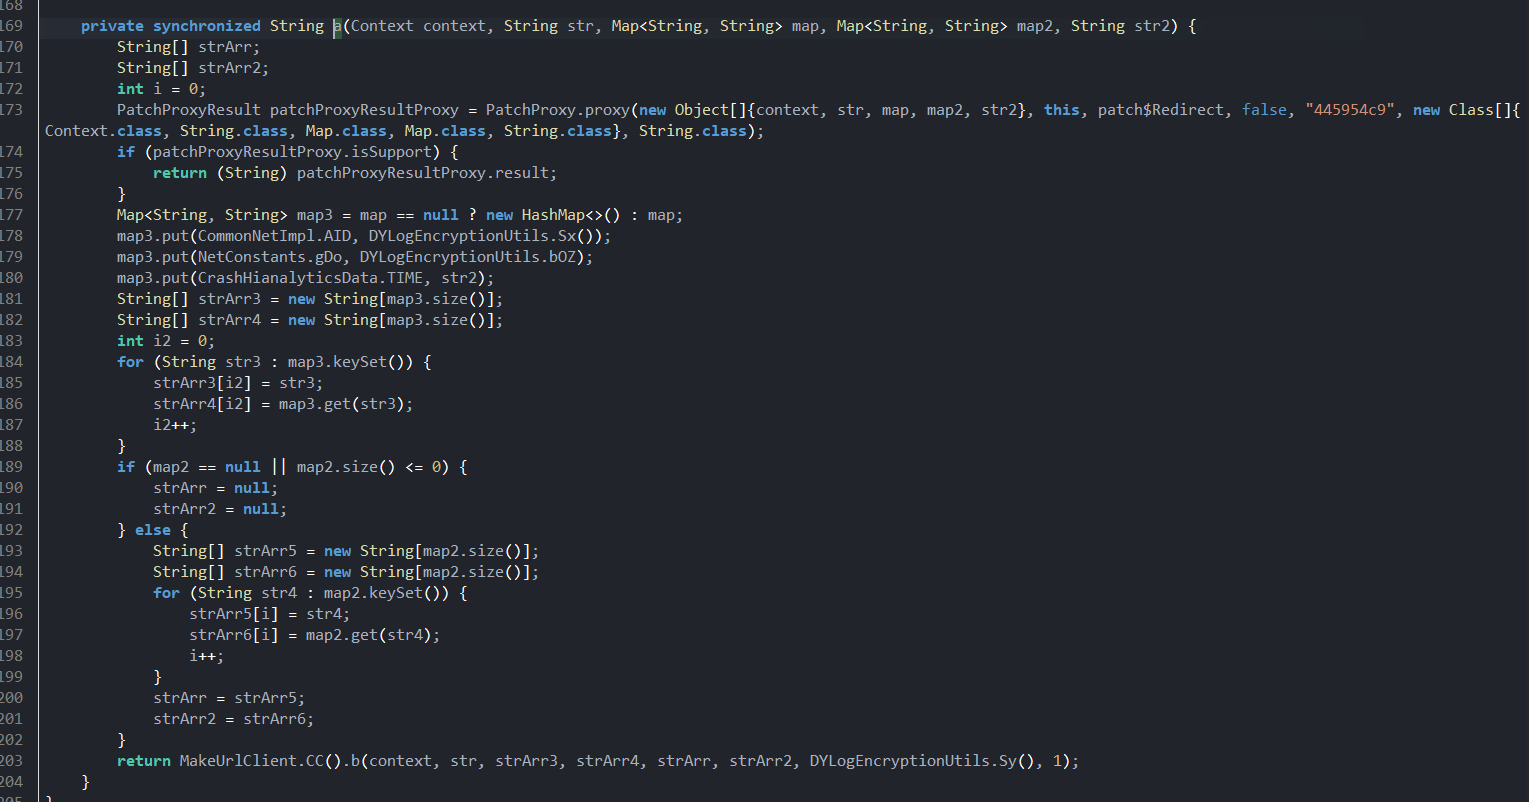 168
169     private synchronized String a(Context context, String str, Map<String, String> map, Map<String, String> map2, String str2) {
170         String[] strArr;
171         String[] strArr2;
172         int i = 0;
173         PatchProxyResult patchProxyResultProxy = PatchProxy.proxy(new Object[]{context, str, map, map2, str2}, this, patch$Redirect, false, "445954c9", new Class[]{
Context.class, String.class, Map.class, Map.class, String.class}, String.class);
174         if (patchProxyResultProxy.isSupport) {
175             return (String) patchProxyResultProxy.result;
176         }
177         Map<String, String> map3 = map == null ? new HashMap<>() : map;
178         map3.put(CommonNetImpl.AID, DYLogEncryptionUtils.Sx());
179         map3.put(NetConstants.gDo, DYLogEncryptionUtils.bOZ);
180         map3.put(CrashHianalyticsData.TIME, str2);
181         String[] strArr3 = new String[map3.size()];
182         String[] strArr4 = new String[map3.size()];
183         int i2 = 0;
184         for (String str3 : map3.keySet()) {
185             strArr3[i2] = str3;
186             strArr4[i2] = map3.get(str3);
187             i2++;
188         }
189         if (map2 == null || map2.size() <= 0) {
190             strArr = null;
191             strArr2 = null;
192         } else {
193             String[] strArr5 = new String[map2.size()];
194             String[] strArr6 = new String[map2.size()];
195             for (String str4 : map2.keySet()) {
196                 strArr5[i] = str4;
197                 strArr6[i] = map2.get(str4);
198                 i++;
199             }
200             strArr = strArr5;
201             strArr2 = strArr6;
202         }
203         return MakeUrlClient.CC().b(context, str, strArr3, strArr4, strArr, strArr2, DYLogEncryptionUtils.Sy(), 1);
204     }
205 }